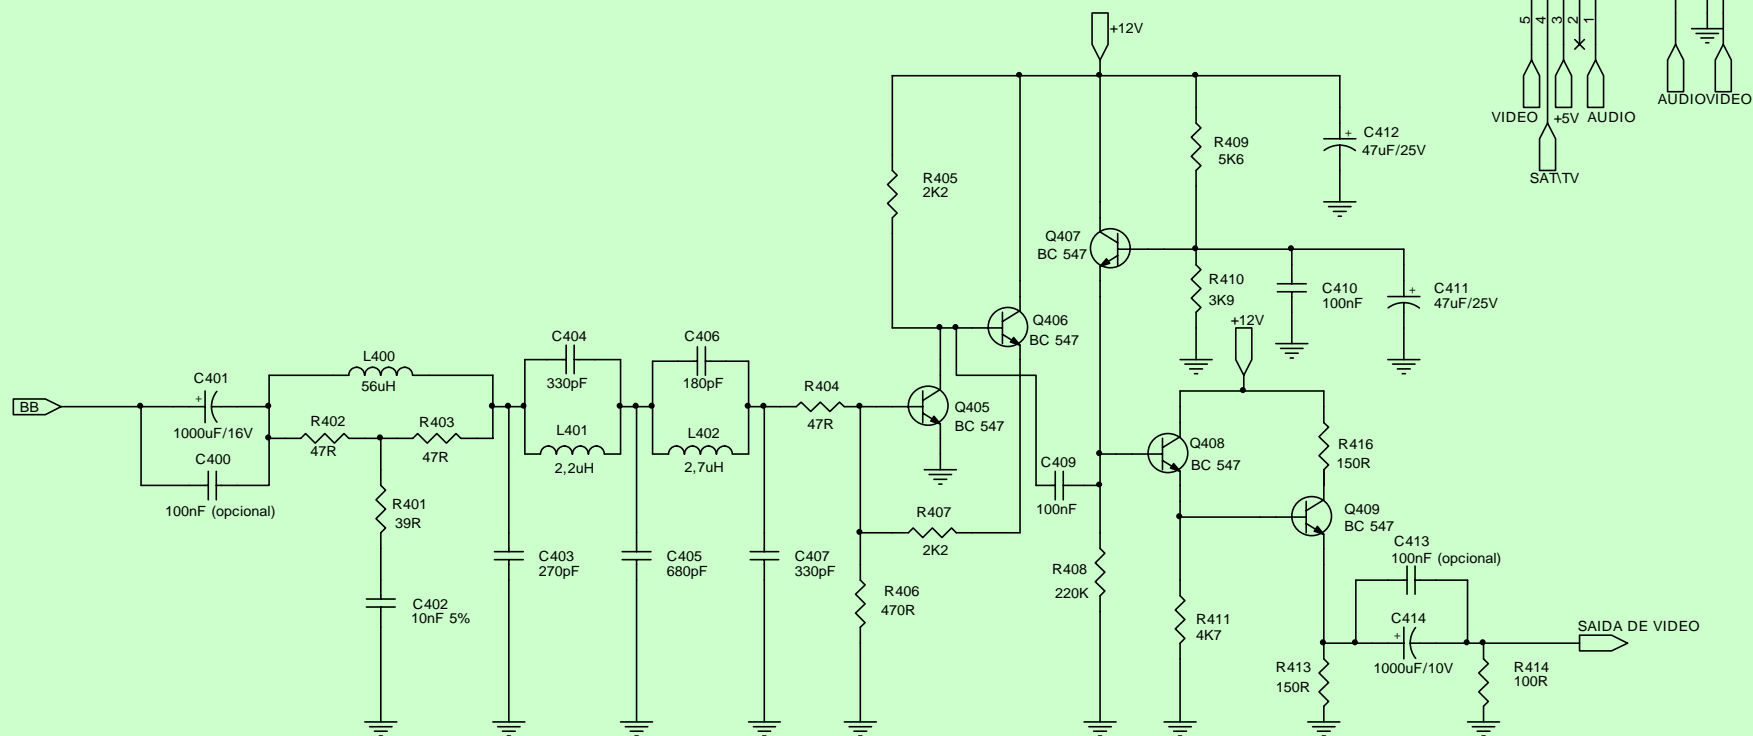 +12V
5
4
3
2
1
VIDEO
+5V
AUDIO
SAT\TV
AUDIO
VIDEO
R405
2K2
R409
5K6
C412
+
47uF/25V
Q407
BC 547
R410
3K9
C410
100nF
C411
+
47uF/25V
Q406
BC 547
+12V
C404
330pF
C406
180pF
L400
56uH
C401
+
1000uF/16V
BB
R402
47R
R403
47R
C400
100nF (opcional)
L401
2,2uH
L402
2,7uH
R404
47R
Q405
BC 547
C409
100nF
Q408
BC 547
R416
150R
Q409
BC 547
R401
39R
R407
2K2
C403
270pF
C405
680pF
C407
330pF
R406
470R
R408
220K
C402
10nF 5%
R411
4K7
C413
100nF (opcional)
C414
+
1000uF/10V
SAIDA DE VIDEO
R413
150R
R414
100R